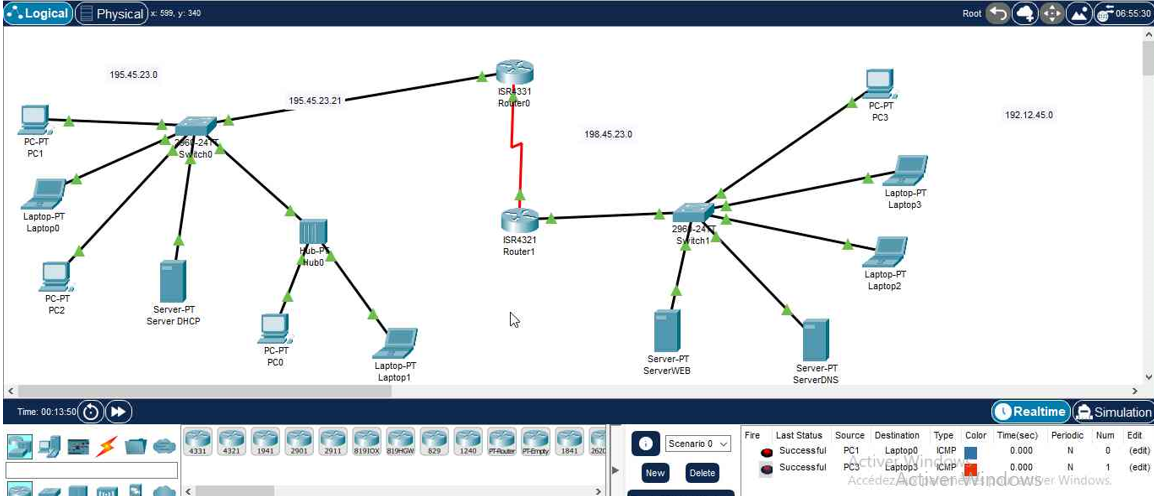 Logical Physical x: 599, y: 340 Root 06:55:30
195.45.23.0
195.45.23.21
198.45.23.0
192.12.45.0
ISR4331
Router0
PC-PT
PC3
PC-PT
PC1
2960-24TT
Switch0
Laptop-PT
Laptop3
Laptop-PT
Laptop0
ISR4321
Router1
2960-24TT
Switch1
Hub-PT
Hub0
Laptop-PT
Laptop2
PC-PT
PC2
Server-PT
Server DHCP
PC-PT
PC0
Laptop-PT
Laptop1
Server-PT
ServerWEB
Server-PT
ServerDNS
Time: 00:13:50 Realtime Simulation
4331 4321 1941 2901 2911 819IOX 819HGW 829 1240 PT-Router PT-Empty 1841 2620
Scenario 0
New Delete
Fire Last Status Source Destination Type Color Time(sec) Periodic Num Edit
Successful PC1 Laptop0 ICMP 0.000 N 0 (edit)
Successful PC3 Laptop3 ICMP 0.000 N 1 (edit)
Activer Windows
Activer Windows